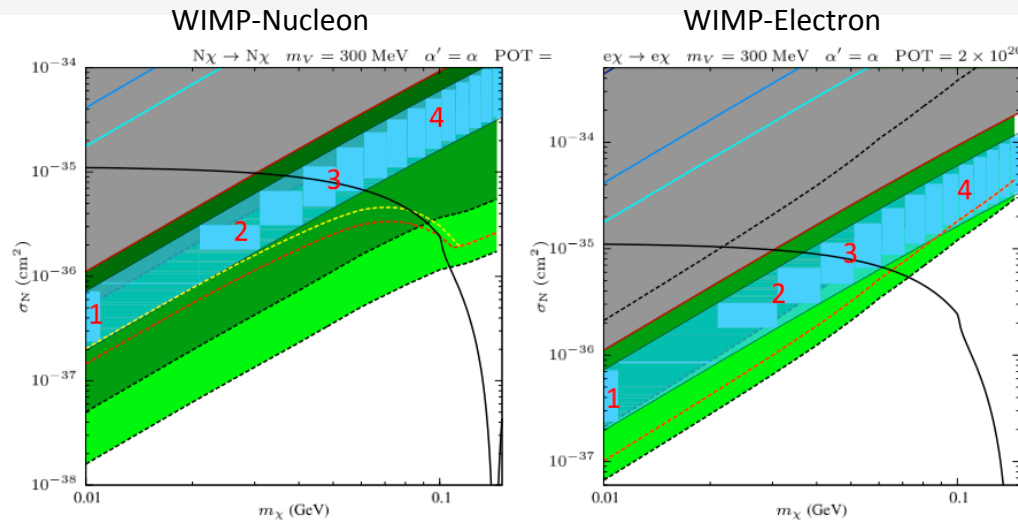 WIMP-Nucleon
Nχ → Nχ   m_V = 300 MeV   α′ = α   POT =
10^−34
10^−35
10^−36
10^−37
10^−38
σ_N (cm^2)
1
2
3
4
0.01
0.1
m_χ (GeV)
WIMP-Electron
eχ → eχ   m_V = 300 MeV   α′ = α   POT = 2 × 10^20
10^−34
10^−35
10^−36
10^−37
σ_N (cm^2)
1
2
3
4
0.01
0.1
m_χ (GeV)